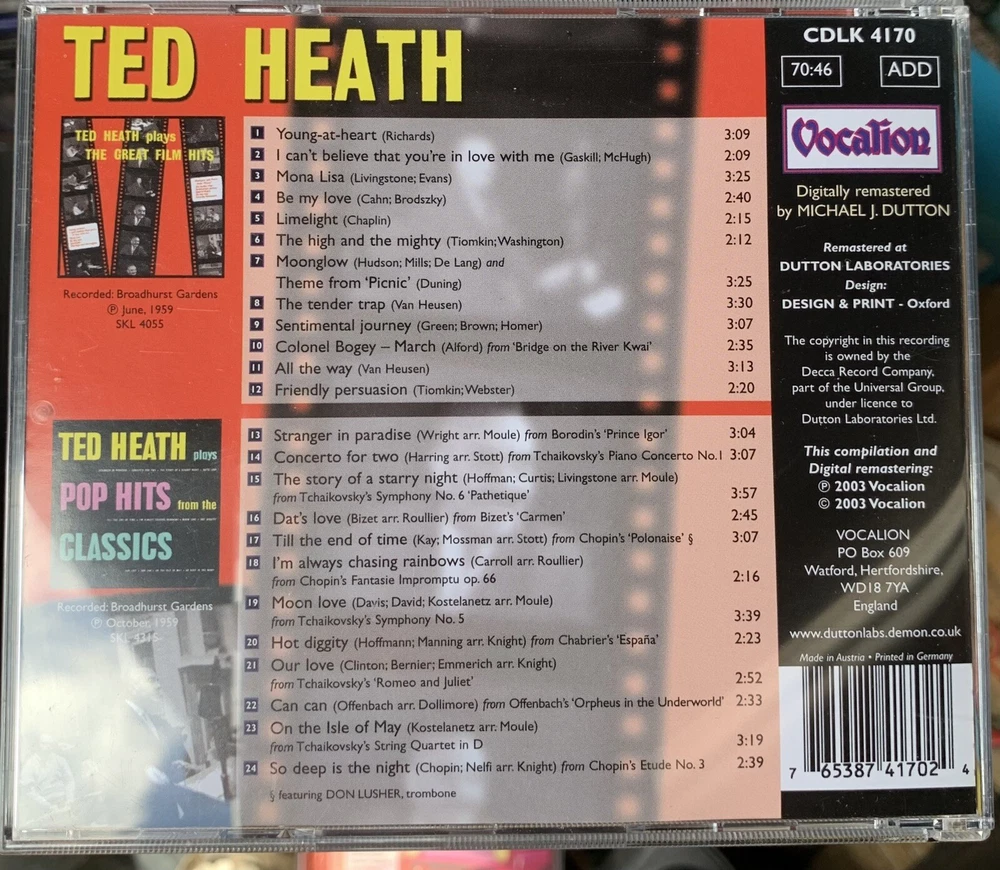 TED HEATH
TED HEATH plays
THE GREAT FILM HITS
Recorded: Broadhurst Gardens
℗ June, 1959
SKL 4055
1 Young-at-heart (Richards) 3:09
2 I can't believe that you're in love with me (Gaskill; McHugh) 2:09
3 Mona Lisa (Livingstone; Evans) 3:25
4 Be my love (Cahn; Brodszky) 2:40
5 Limelight (Chaplin) 2:15
6 The high and the mighty (Tiomkin; Washington) 2:12
7 Moonglow (Hudson; Mills; De Lang) and
Theme from 'Picnic' (Duning) 3:25
8 The tender trap (Van Heusen) 3:30
9 Sentimental journey (Green; Brown; Homer) 3:07
10 Colonel Bogey – March (Alford) from 'Bridge on the River Kwai' 2:35
11 All the way (Van Heusen) 3:13
12 Friendly persuasion (Tiomkin; Webster) 2:20
TED HEATH plays
POP HITS from the
CLASSICS
Recorded: Broadhurst Gardens
℗ October, 1959
13 Stranger in paradise (Wright arr. Moule) from Borodin's 'Prince Igor' 3:04
14 Concerto for two (Harring arr. Stott) from Tchaikovsky's Piano Concerto No.1 3:07
15 The story of a starry night (Hoffman; Curtis; Livingstone arr. Moule)
from Tchaikovsky's Symphony No. 6 'Pathetique' 3:57
16 Dat's love (Bizet arr. Roullier) from Bizet's 'Carmen' 2:45
17 Till the end of time (Kay; Mossman arr. Stott) from Chopin's 'Polonaise' § 3:07
18 I'm always chasing rainbows (Carroll arr. Roullier)
from Chopin's Fantasie Impromptu op. 66 2:16
19 Moon love (Davis; David; Kostelanetz arr. Moule)
from Tchaikovsky's Symphony No. 5 3:39
20 Hot diggity (Hoffmann; Manning arr. Knight) from Chabrier's 'España' 2:23
21 Our love (Clinton; Bernier; Emmerich arr. Knight)
from Tchaikovsky's 'Romeo and Juliet' 2:52
22 Can can (Offenbach arr. Dollimore) from Offenbach's 'Orpheus in the Underworld' 2:33
23 On the Isle of May (Kostelanetz arr. Moule)
from Tchaikovsky's String Quartet in D 3:19
24 So deep is the night (Chopin; Nelfi arr. Knight) from Chopin's Etude No. 3 2:39
§ featuring DON LUSHER, trombone
CDLK 4170
70:46 ADD
Vocalion
Digitally remastered
by MICHAEL J. DUTTON
Remastered at
DUTTON LABORATORIES
Design:
DESIGN & PRINT - Oxford
The copyright in this recording
is owned by the
Decca Record Company,
part of the Universal Group,
under licence to
Dutton Laboratories Ltd.
This compilation and
Digital remastering:
℗ 2003 Vocalion
© 2003 Vocalion
VOCALION
PO Box 609
Watford, Hertfordshire,
WD18 7YA
England
www.duttonlabs.demon.co.uk
Made in Austria • Printed in Germany
7 65387 41702 4